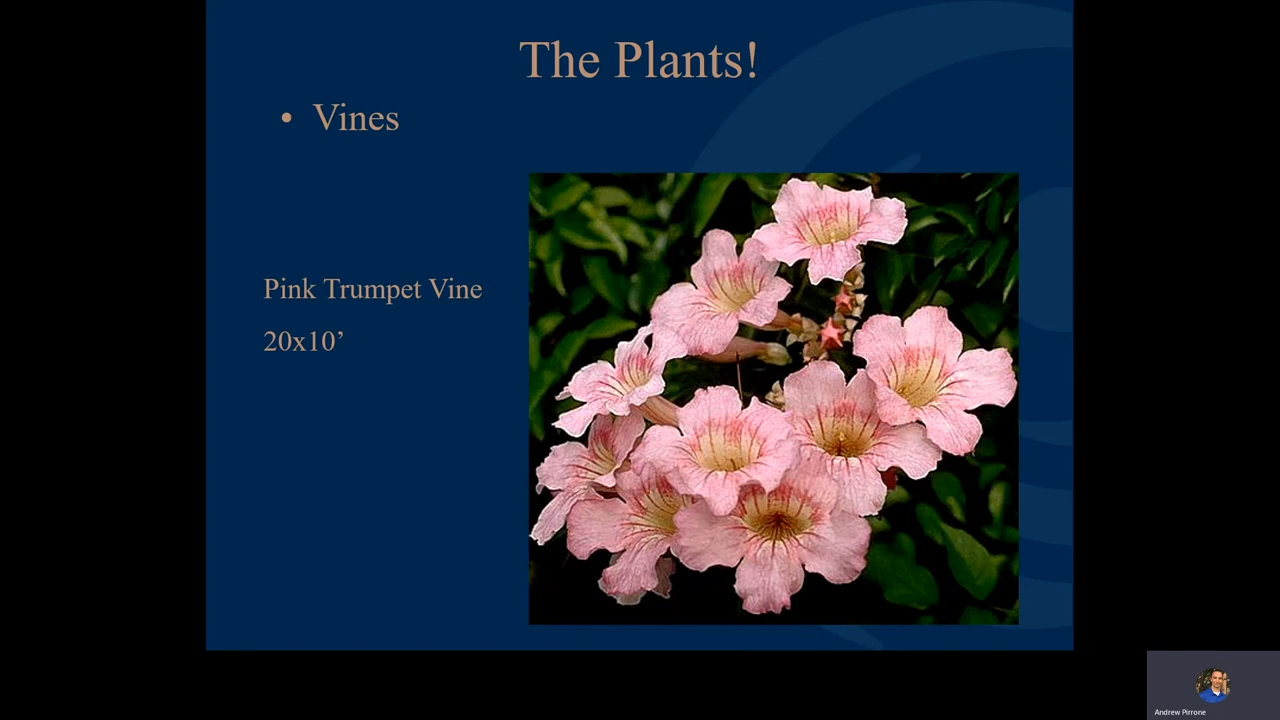 The Plants!
• Vines
Pink Trumpet Vine
20x10’
Andrew Pirrone